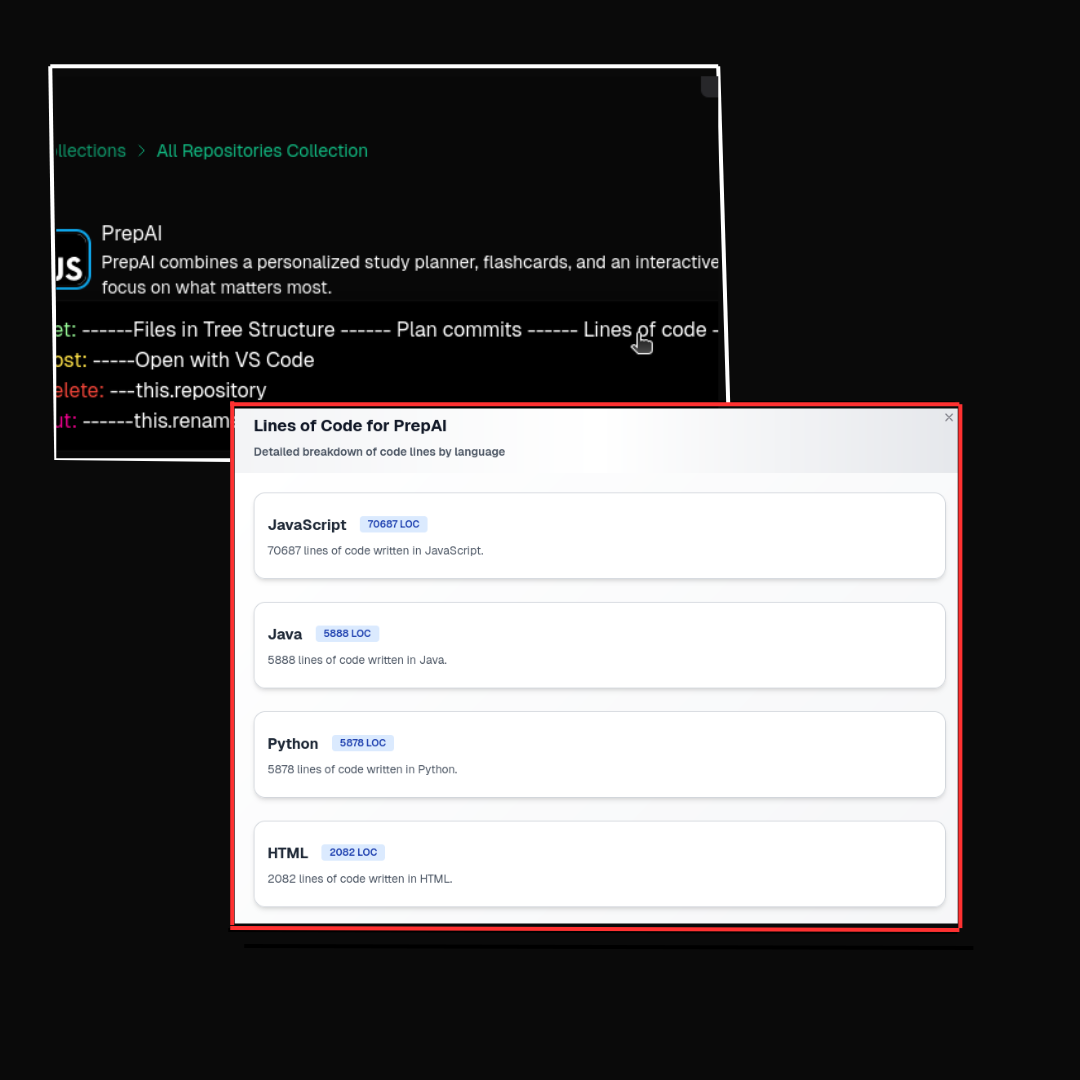 llections > All Repositories Collection
PrepAI
JS
PrepAI combines a personalized study planner, flashcards, and an interactive
focus on what matters most.
et: ------Files in Tree Structure ------ Plan commits ------ Lines of code -
ost: -----Open with VS Code
elete: ---this.repository
ut: ------this.renam
Lines of Code for PrepAI
×
Detailed breakdown of code lines by language
JavaScript 70687 LOC
70687 lines of code written in JavaScript.
Java 5888 LOC
5888 lines of code written in Java.
Python 5878 LOC
5878 lines of code written in Python.
HTML 2082 LOC
2082 lines of code written in HTML.